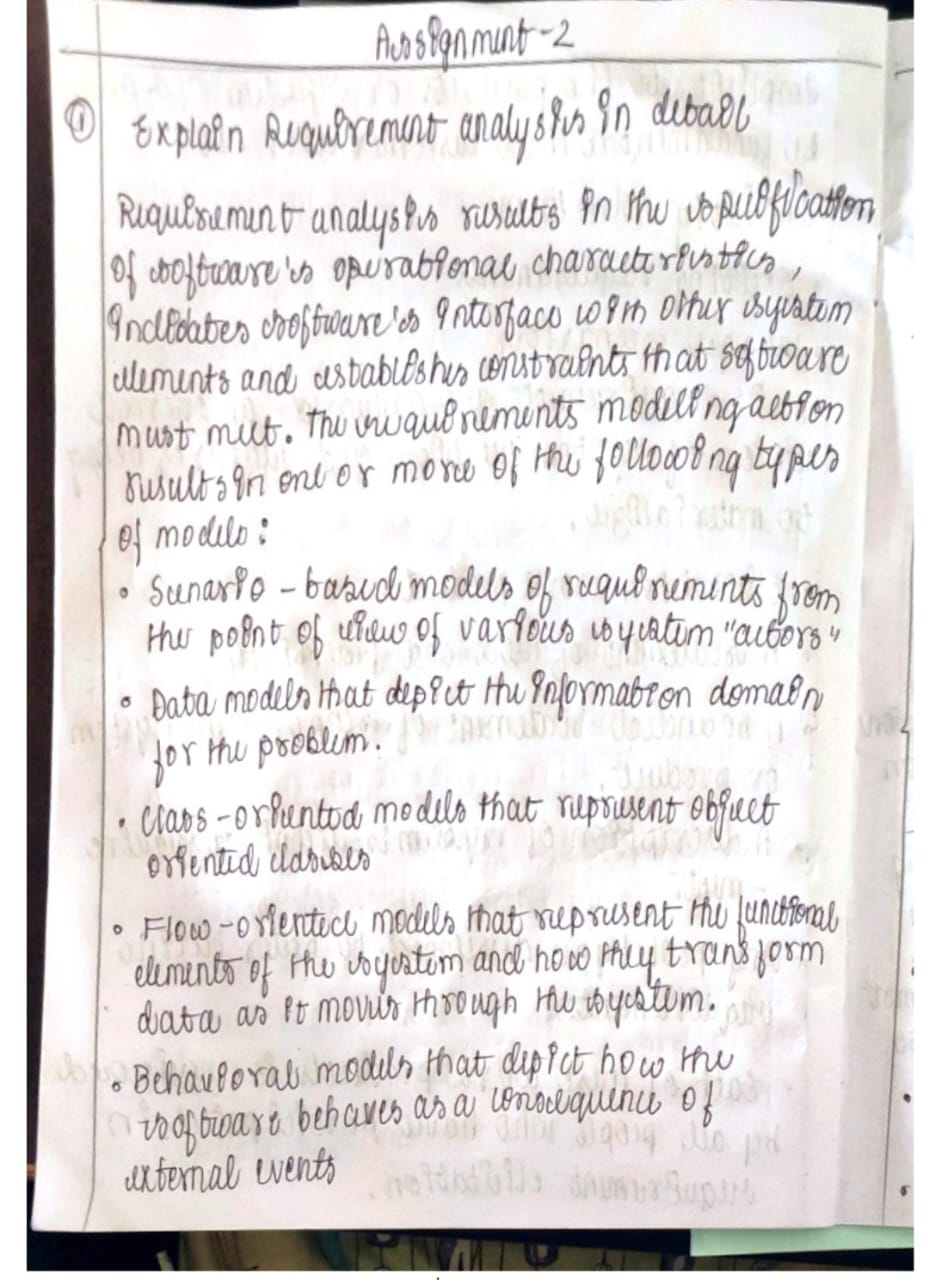 Assignment-2
① Explain Requirement analysis in detail
Requirement analysis results in the specification
of software's operational characteristics,
indidates software's interface with other system
elements and establishes constraints that software
must meet. The requirements modelling action
results in one or more of the following types
of models:
• Scenario - based models of requirements from
the point of view of various system "actors"
• Data models that depict the information domain
for the problem.
• Class-oriented models that represent object
oriented classes
• Flow-oriented models that represent the functional
elements of the system and how they transform
data as it moves through the system.
• Behavioral models that depict how the
software behaves as a consequence of
external events